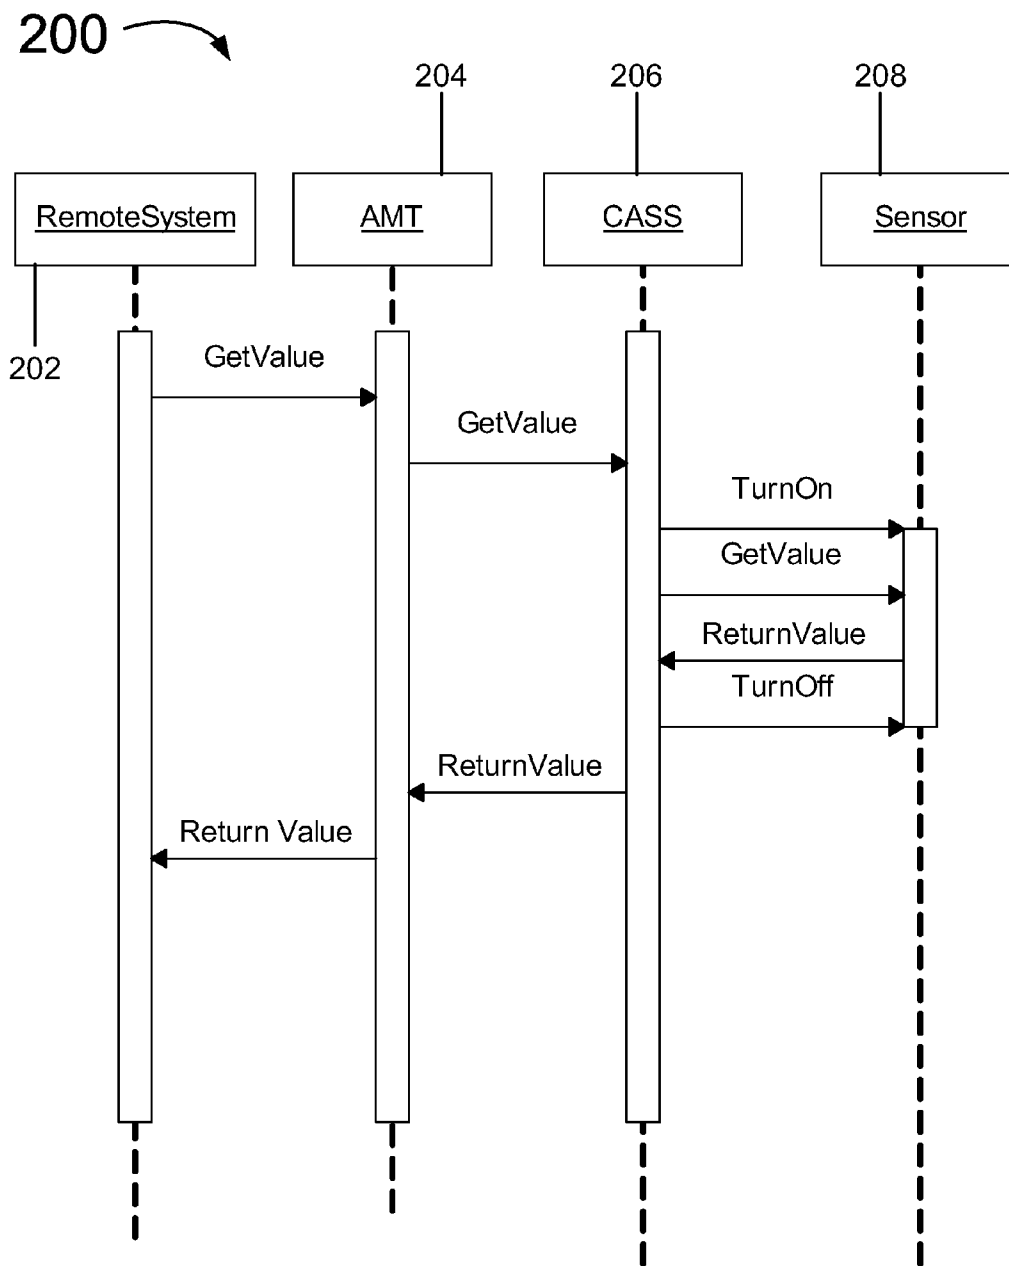 200
204
206
208
RemoteSystem
AMT
CASS
Sensor
202
GetValue
GetValue
TurnOn
GetValue
ReturnValue
TurnOff
ReturnValue
Return Value